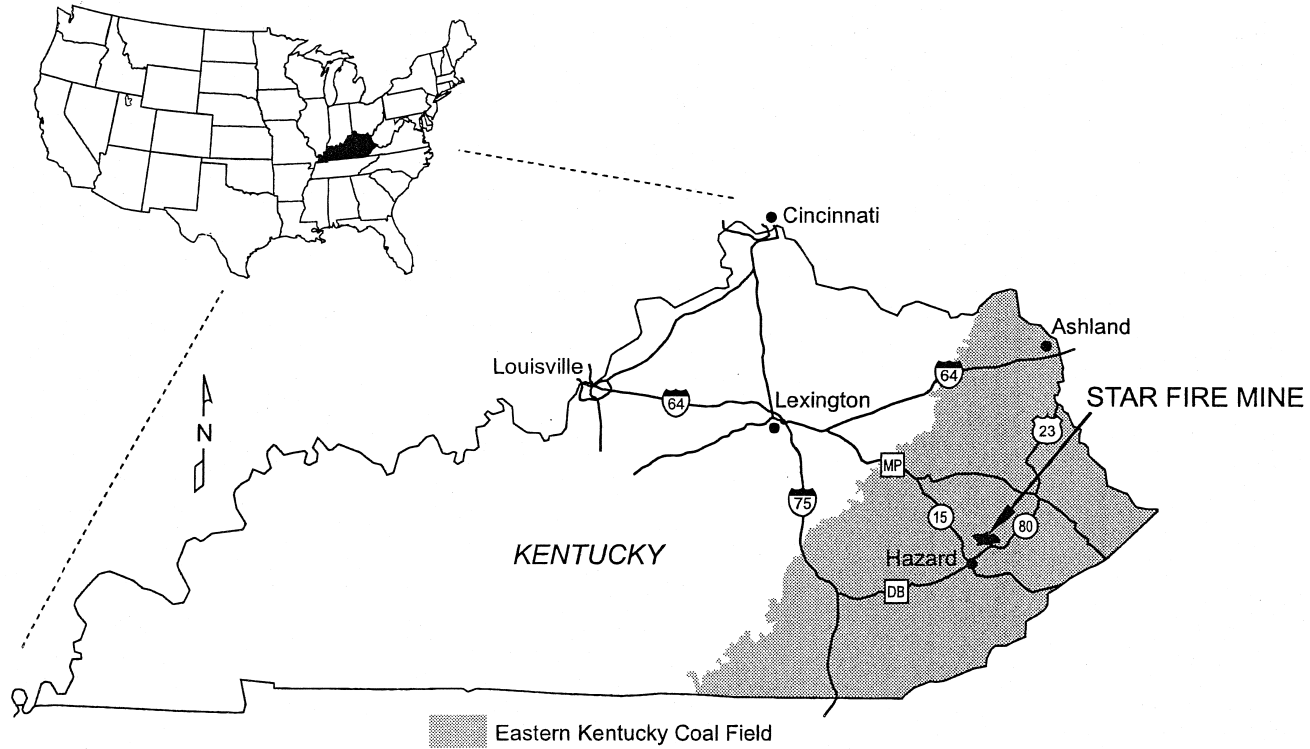 Cincinnati
Ashland
Louisville
64
STAR FIRE MINE
64
Lexington
23
MP
75
15
80
KENTUCKY
Hazard
DB
N
Eastern Kentucky Coal Field